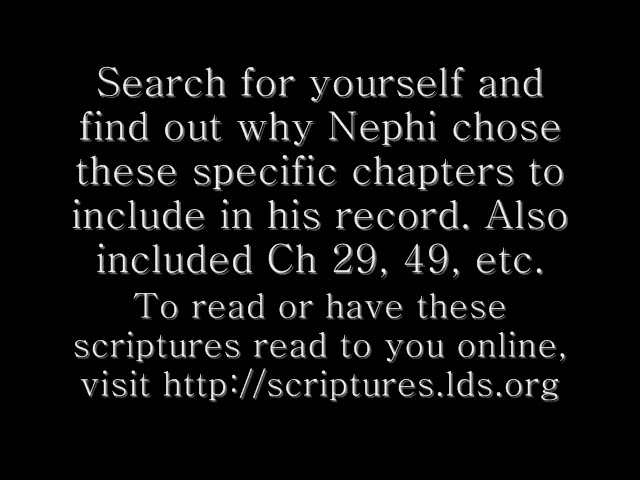 Search for yourself and
find out why Nephi chose
these specific chapters to
include in his record. Also
included Ch 29, 49, etc.
To read or have these
scriptures read to you online,
visit http://scriptures.lds.org